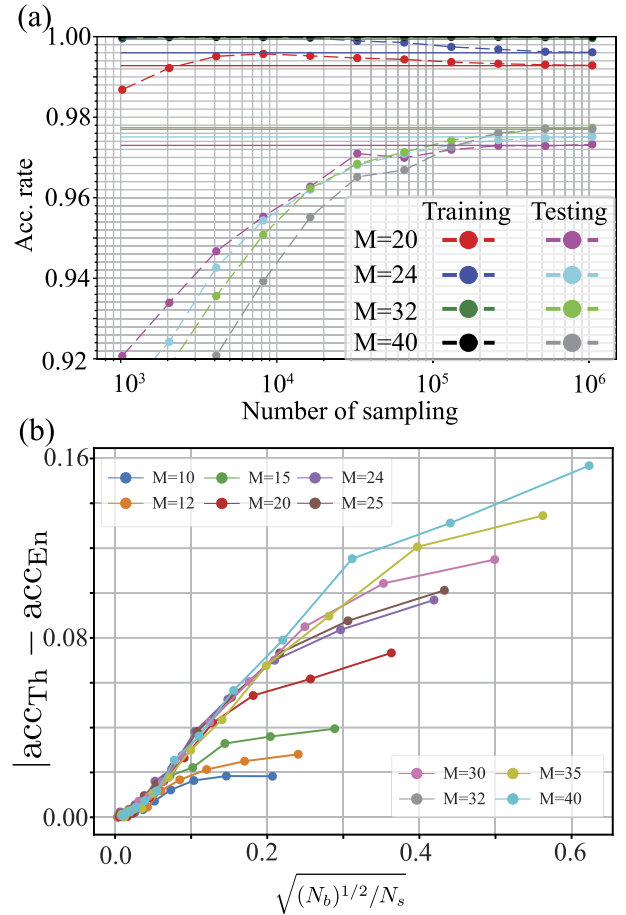 (a)
1.00
0.98
0.96
0.94
0.92
Acc. rate
Training Testing
M=20
M=24
M=32
M=40
10³ 10⁴ 10⁵ 10⁶
Number of sampling
(b)
0.16
0.08
0.00
|acc_Th − acc_En
M=10 M=15 M=24
M=12 M=20 M=25
M=30 M=35
M=32 M=40
0.0 0.2 0.4 0.6
√((N_b)^{1/2}/N_s)